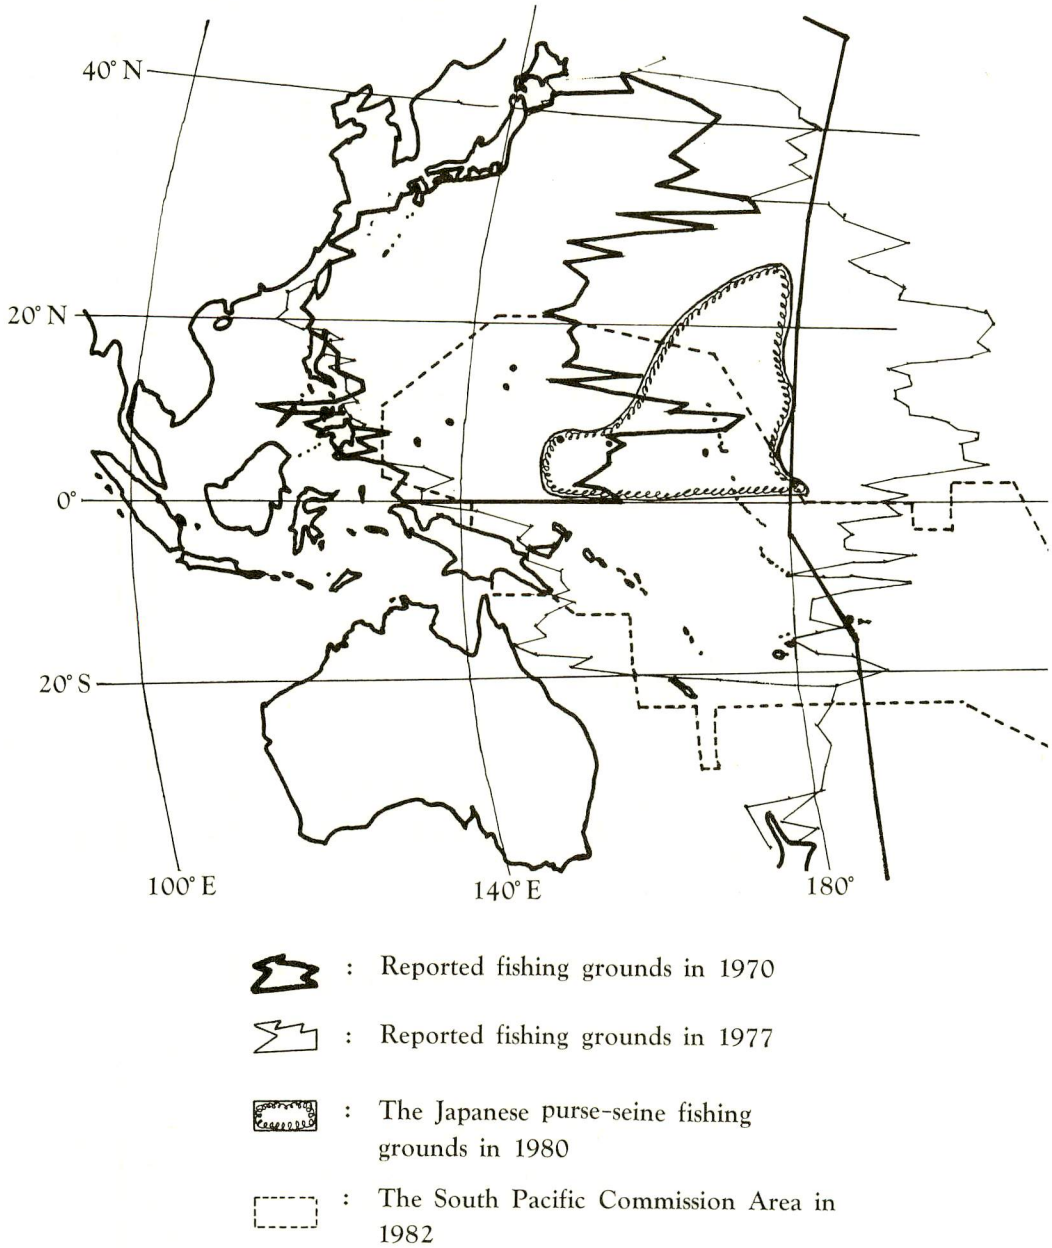 40° N
20° N
0°
20° S
100° E
140° E
180°
: Reported fishing grounds in 1970
: Reported fishing grounds in 1977
: The Japanese purse-seine fishing
grounds in 1980
: The South Pacific Commission Area in
1982